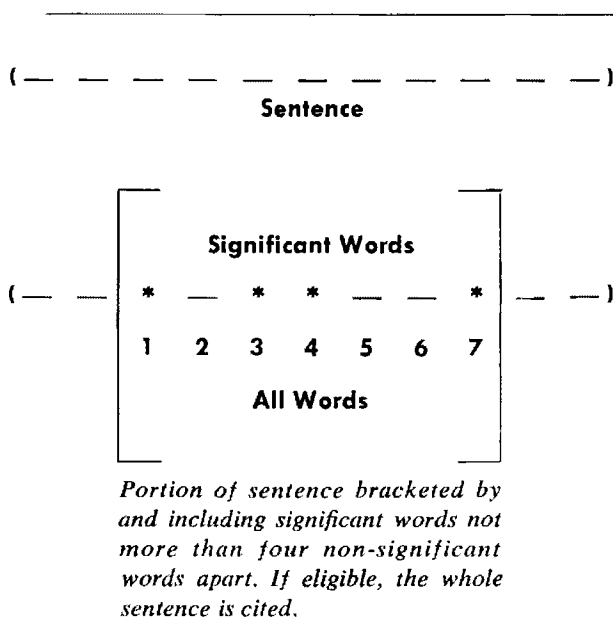 Sentence
Significant Words
( — — * — * * — — * — — )
1 2 3 4 5 6 7
All Words
Portion of sentence bracketed by
and including significant words not
more than four non-significant
words apart. If eligible, the whole
sentence is cited.